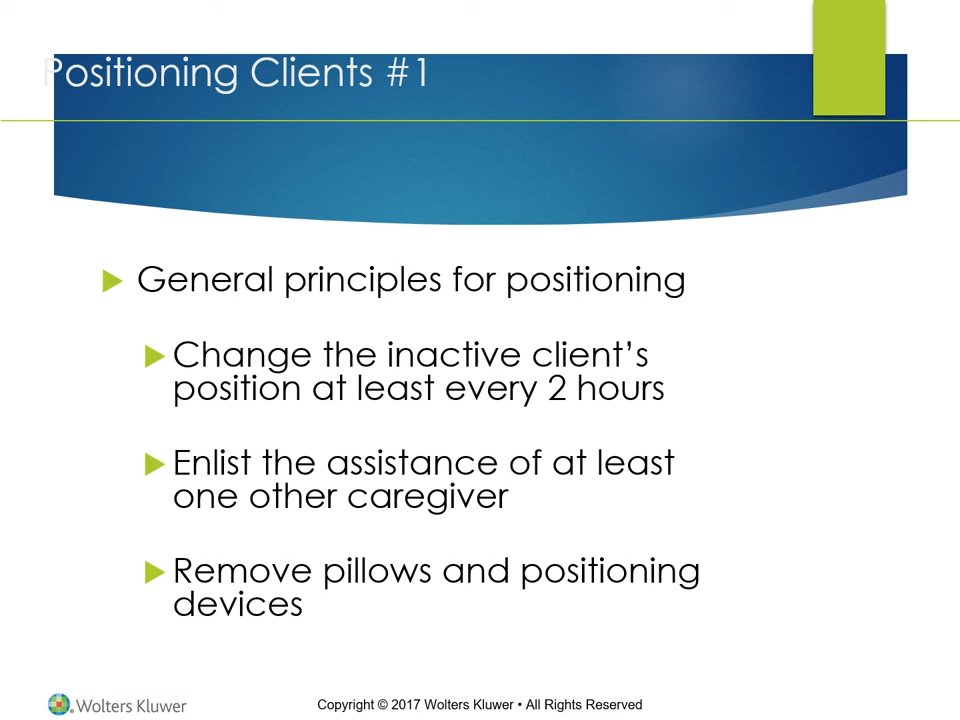 Positioning Clients #1
General principles for positioning
Change the inactive client’s
position at least every 2 hours
Enlist the assistance of at least
one other caregiver
Remove pillows and positioning
devices
Wolters Kluwer
Copyright © 2017 Wolters Kluwer • All Rights Reserved